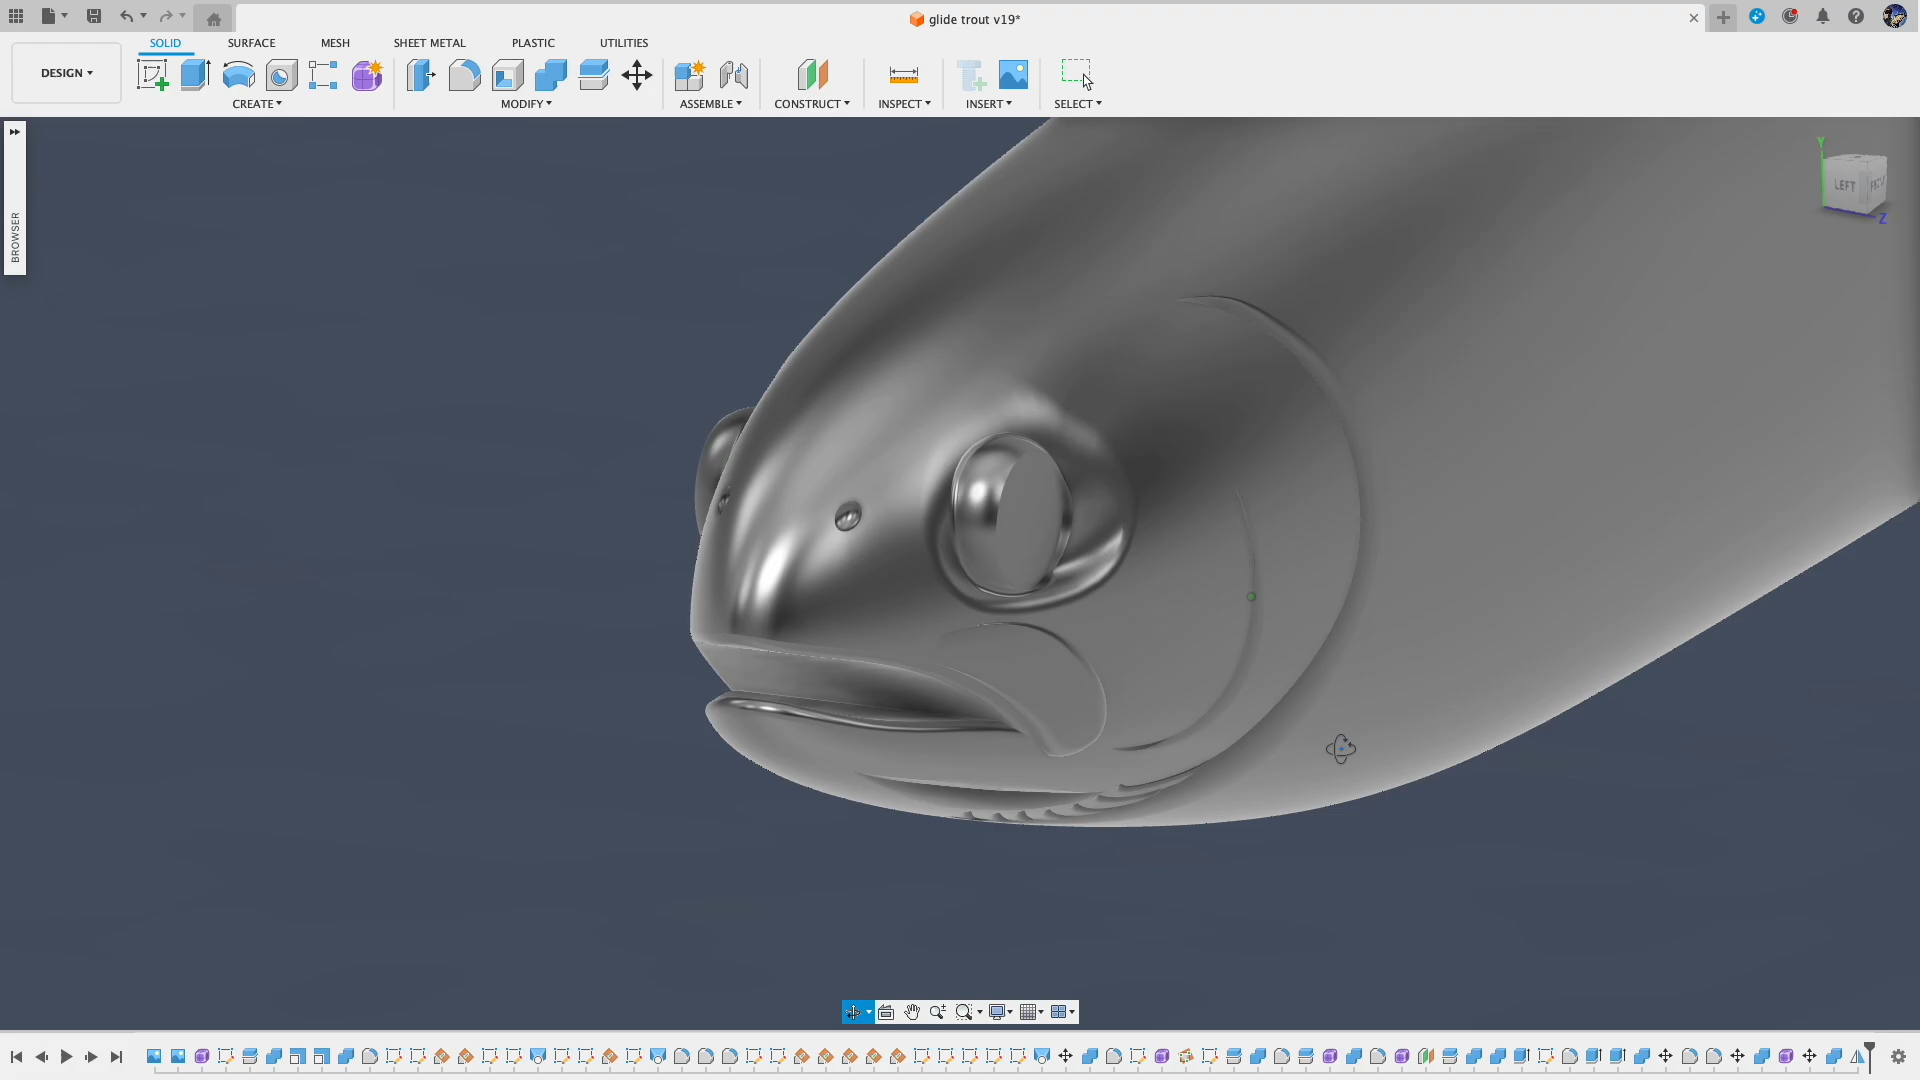 glide trout v19*
SOLID SURFACE MESH SHEET METAL PLASTIC UTILITIES
DESIGN
CREATE MODIFY ASSEMBLE CONSTRUCT INSPECT INSERT SELECT
BROWSER
Y
LEFT FRONT
Z